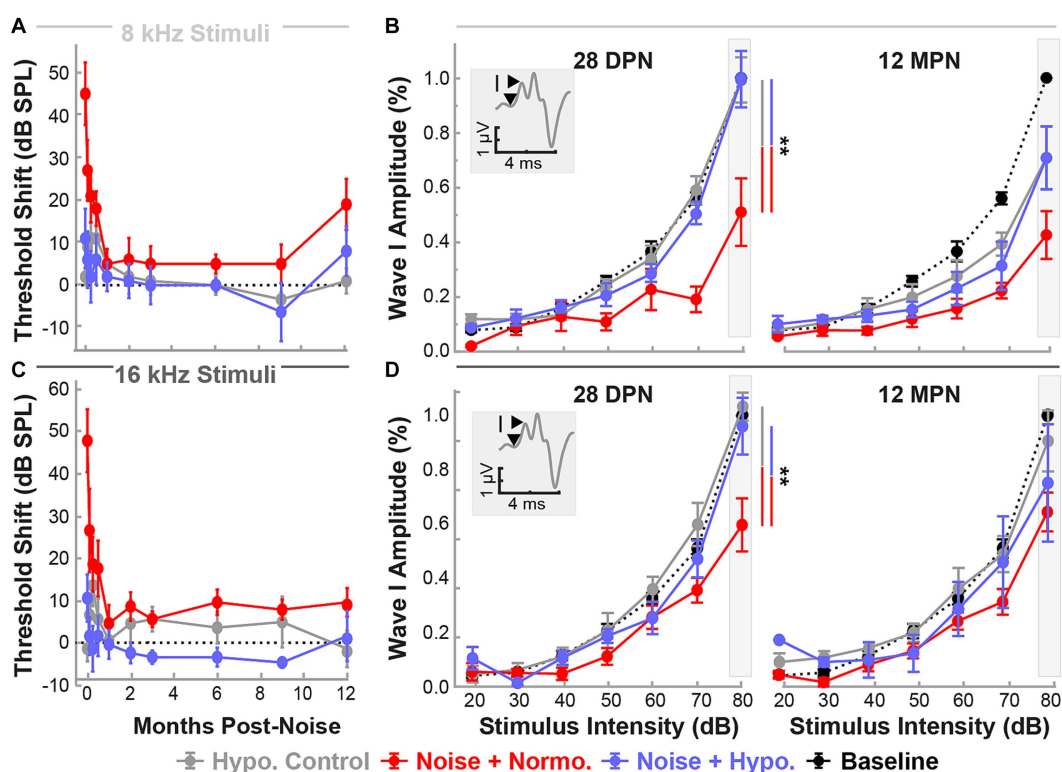 A
8 kHz Stimuli
Threshold Shift (dB SPL)
50
40
30
20
10
0
-10
B
28 DPN
12 MPN
Wave I Amplitude (%)
1.0
0.8
0.6
0.4
0.2
0.0
I
1 µV
4 ms
**
C
16 kHz Stimuli
Threshold Shift (dB SPL)
60
50
40
30
20
10
0
-10
0
3
6
9
12
Months Post-Noise
D
28 DPN
12 MPN
Wave I Amplitude (%)
1.0
0.8
0.6
0.4
0.2
0.0
I
1 µV
4 ms
**
20 30 40 50 60 70 80
Stimulus Intensity (dB)
20 30 40 50 60 70 80
Stimulus Intensity (dB)
Hypo. Control Noise + Normo. Noise + Hypo. Baseline